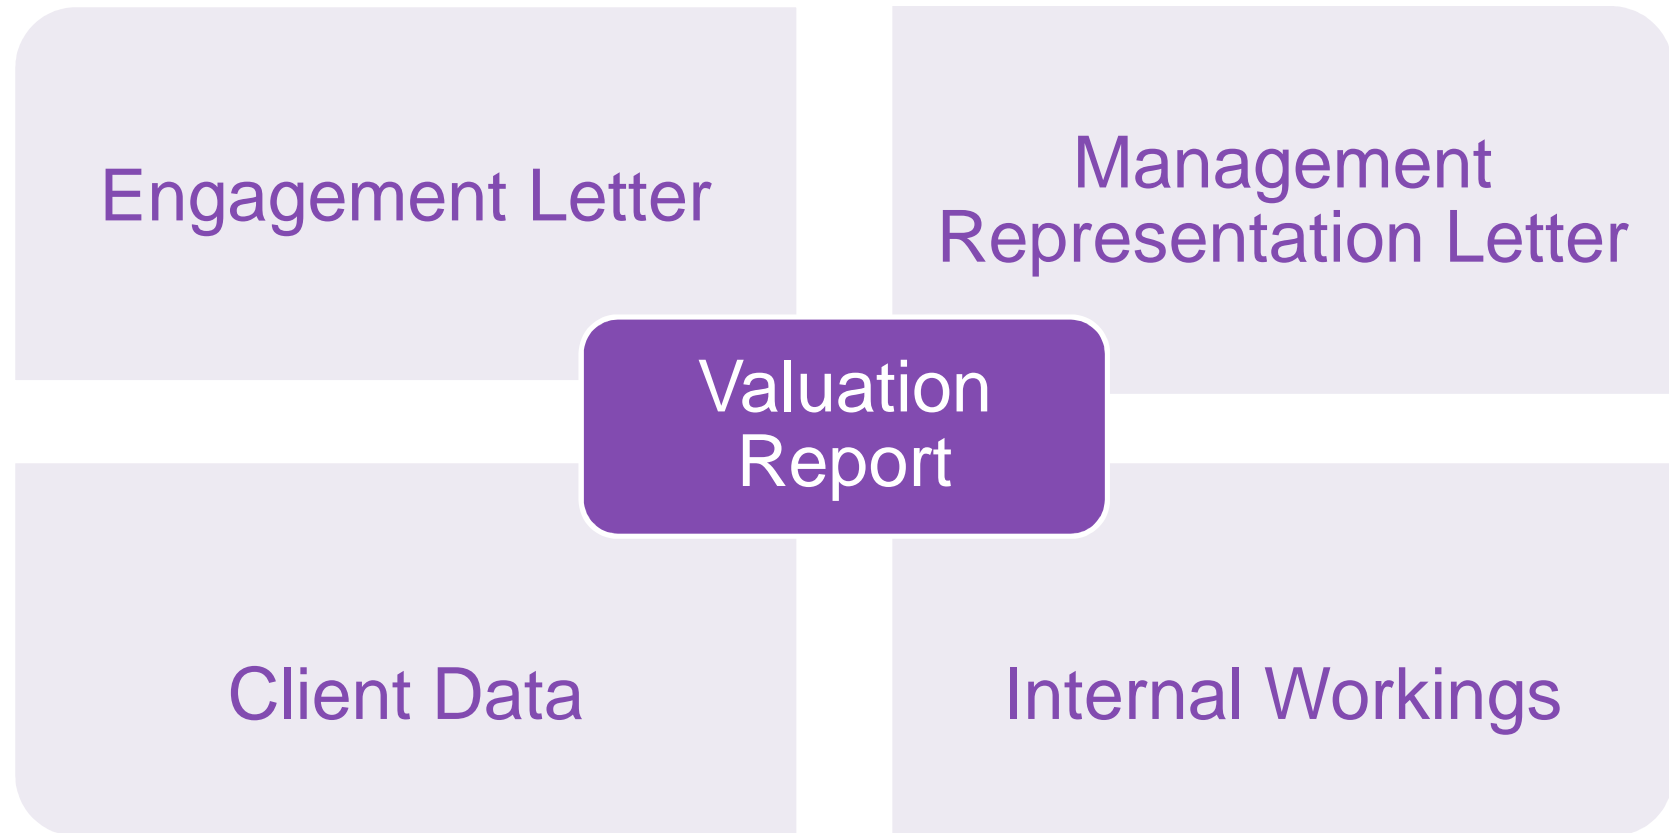 Engagement Letter
Management
Representation Letter
Valuation
Report
Client Data
Internal Workings